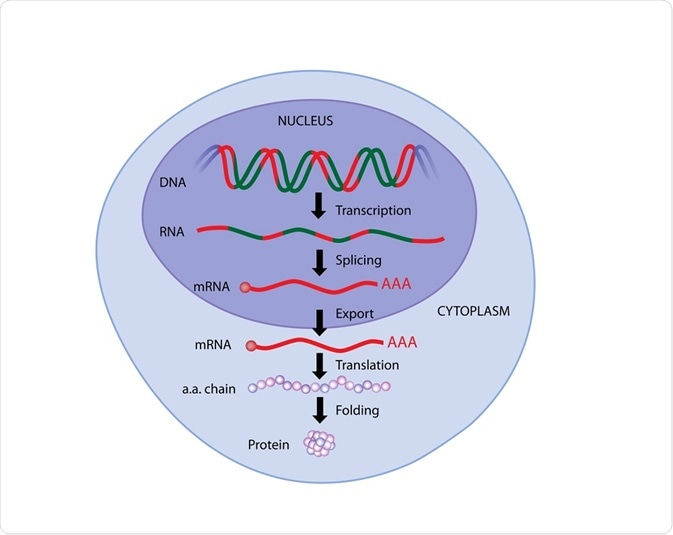 NUCLEUS
DNA
Transcription
RNA
Splicing
mRNA
AAA
Export
CYTOPLASM
mRNA
AAA
Translation
a.a. chain
Folding
Protein